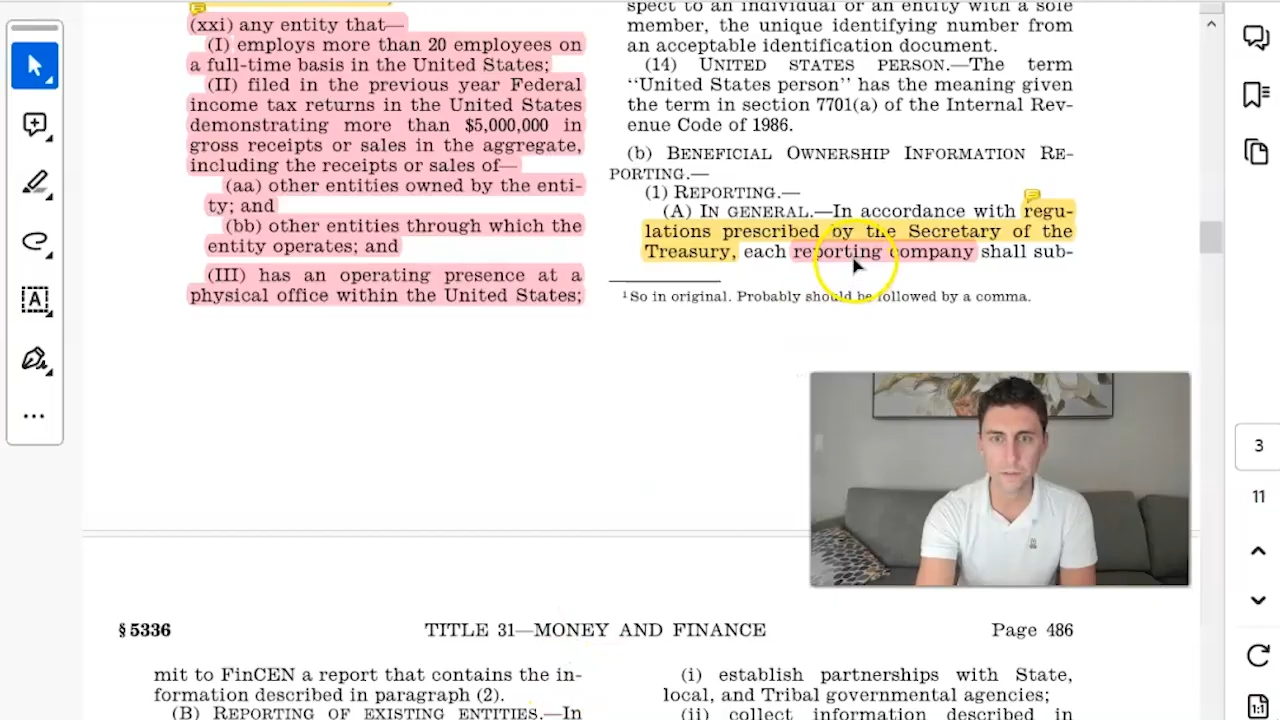 (xxi) any entity that—
(I) employs more than 20 employees on
a full-time basis in the United States;
(II) filed in the previous year Federal
income tax returns in the United States
demonstrating more than $5,000,000 in
gross receipts or sales in the aggregate,
including the receipts or sales of—
(aa) other entities owned by the enti-
ty; and
(bb) other entities through which the
entity operates; and
(III) has an operating presence at a
physical office within the United States;
spect to an individual or an entity with a sole
member, the unique identifying number from
an acceptable identification document.
(14) UNITED STATES PERSON.—The term
‘‘United States person’’ has the meaning given
the term in section 7701(a) of the Internal Rev-
enue Code of 1986.
(b) BENEFICIAL OWNERSHIP INFORMATION RE-
PORTING.—
(1) REPORTING.—
(A) IN GENERAL.—In accordance with regu-
lations prescribed by the Secretary of the
Treasury, each reporting company shall sub-
1 So in original. Probably should be followed by a comma.
§ 5336
TITLE 31—MONEY AND FINANCE
Page 486
mit to FinCEN a report that contains the in-
formation described in paragraph (2).
(B) REPORTING OF EXISTING ENTITIES.—In
(i) establish partnerships with State,
local, and Tribal governmental agencies;
(ii) collect information described in
3
11
1:1